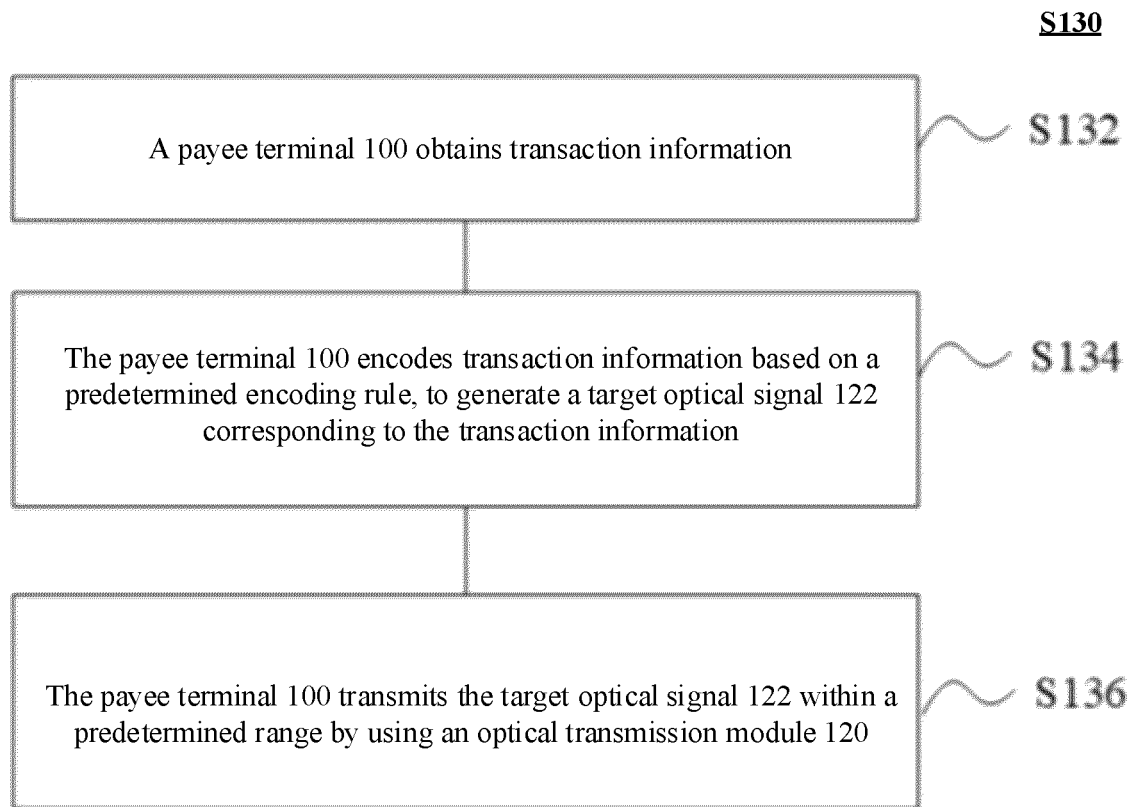 S130
A payee terminal 100 obtains transaction information
S132
The payee terminal 100 encodes transaction information based on a
predetermined encoding rule, to generate a target optical signal 122
corresponding to the transaction information
S134
The payee terminal 100 transmits the target optical signal 122 within a
predetermined range by using an optical transmission module 120
S136